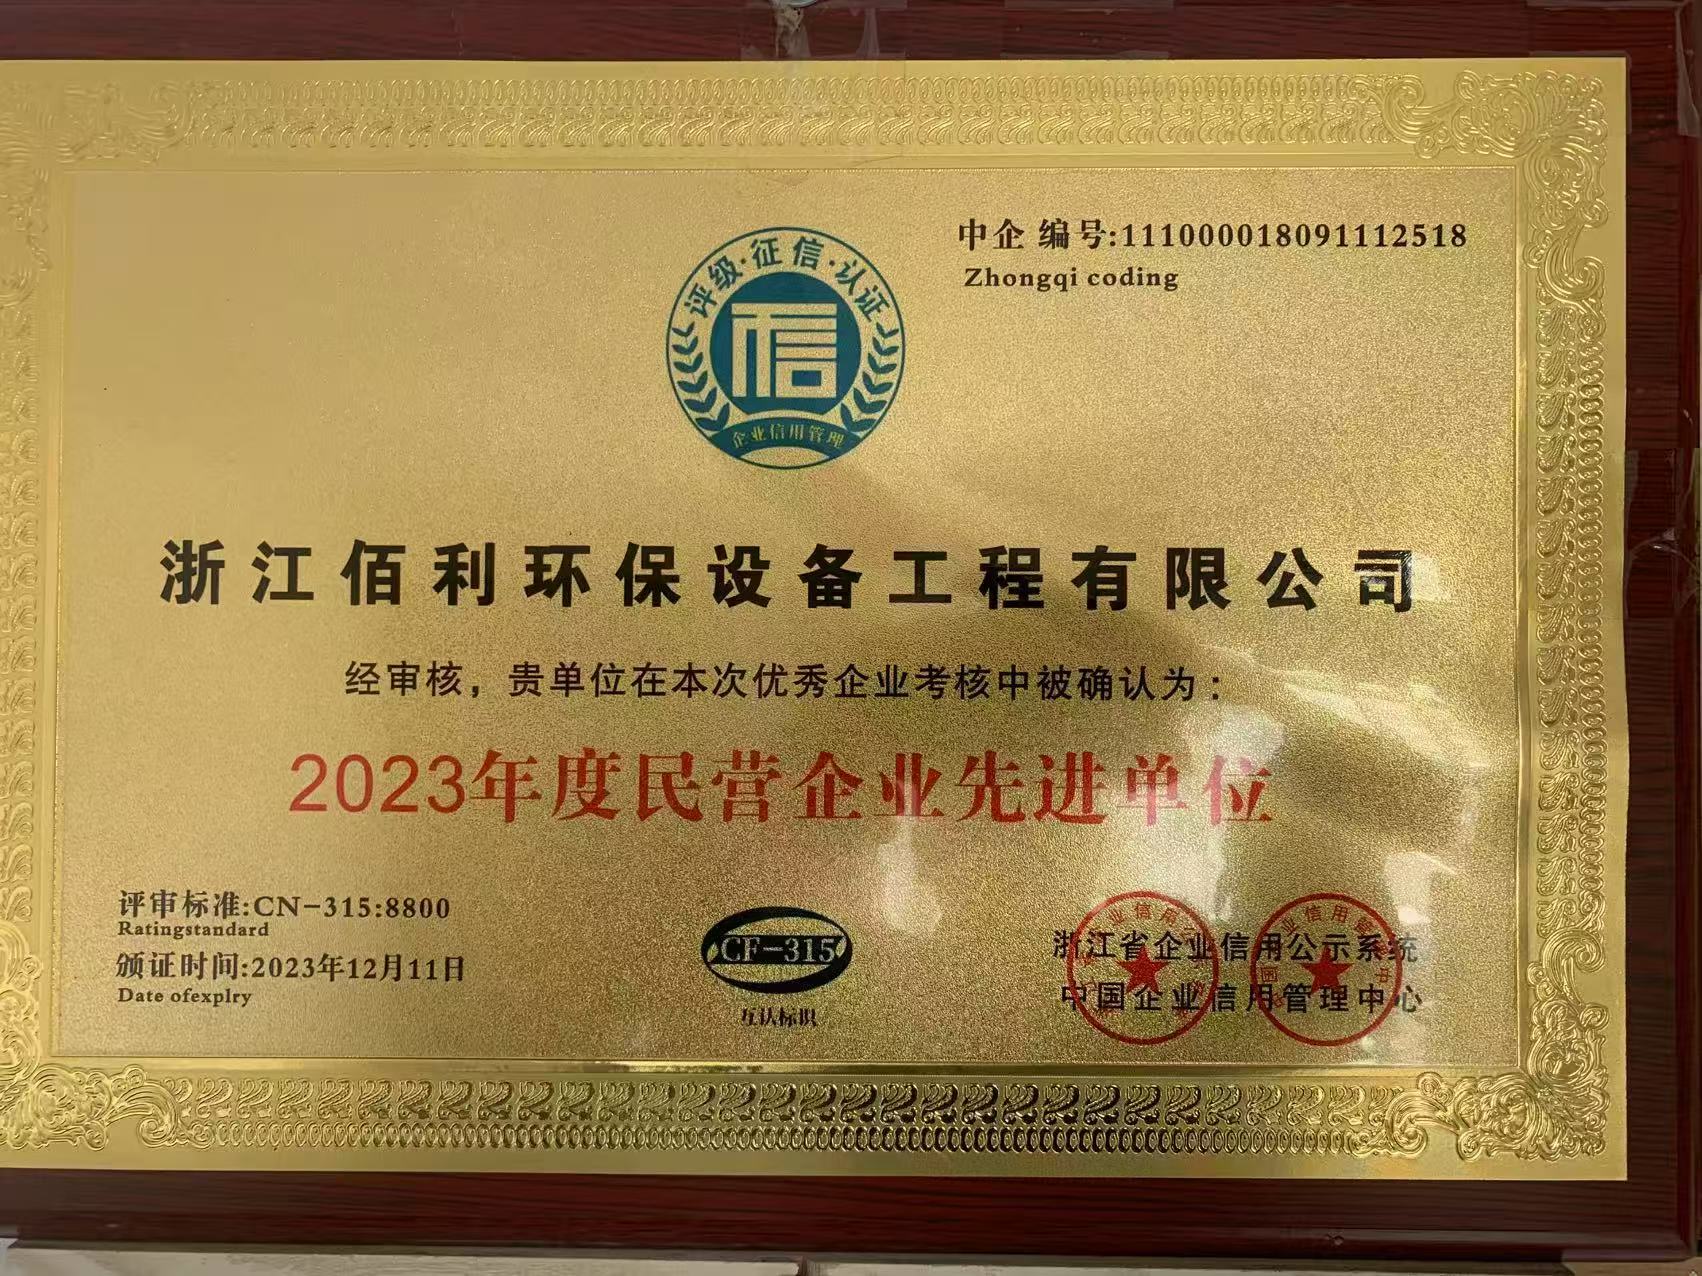 中企 编号:111000018091112518
Zhongqi coding
评级·征信·认证
信
企业信用管理
浙江佰利环保设备工程有限公司
经审核，贵单位在本次优秀企业考核中被确认为：
2023年度民营企业先进单位
评审标准:CN-315:8800
Ratingstandard
颁证时间:2023年12月11日
Date ofexplry
CF-315
互认标识
浙江省企业信用公示系统
中国企业信用管理中心